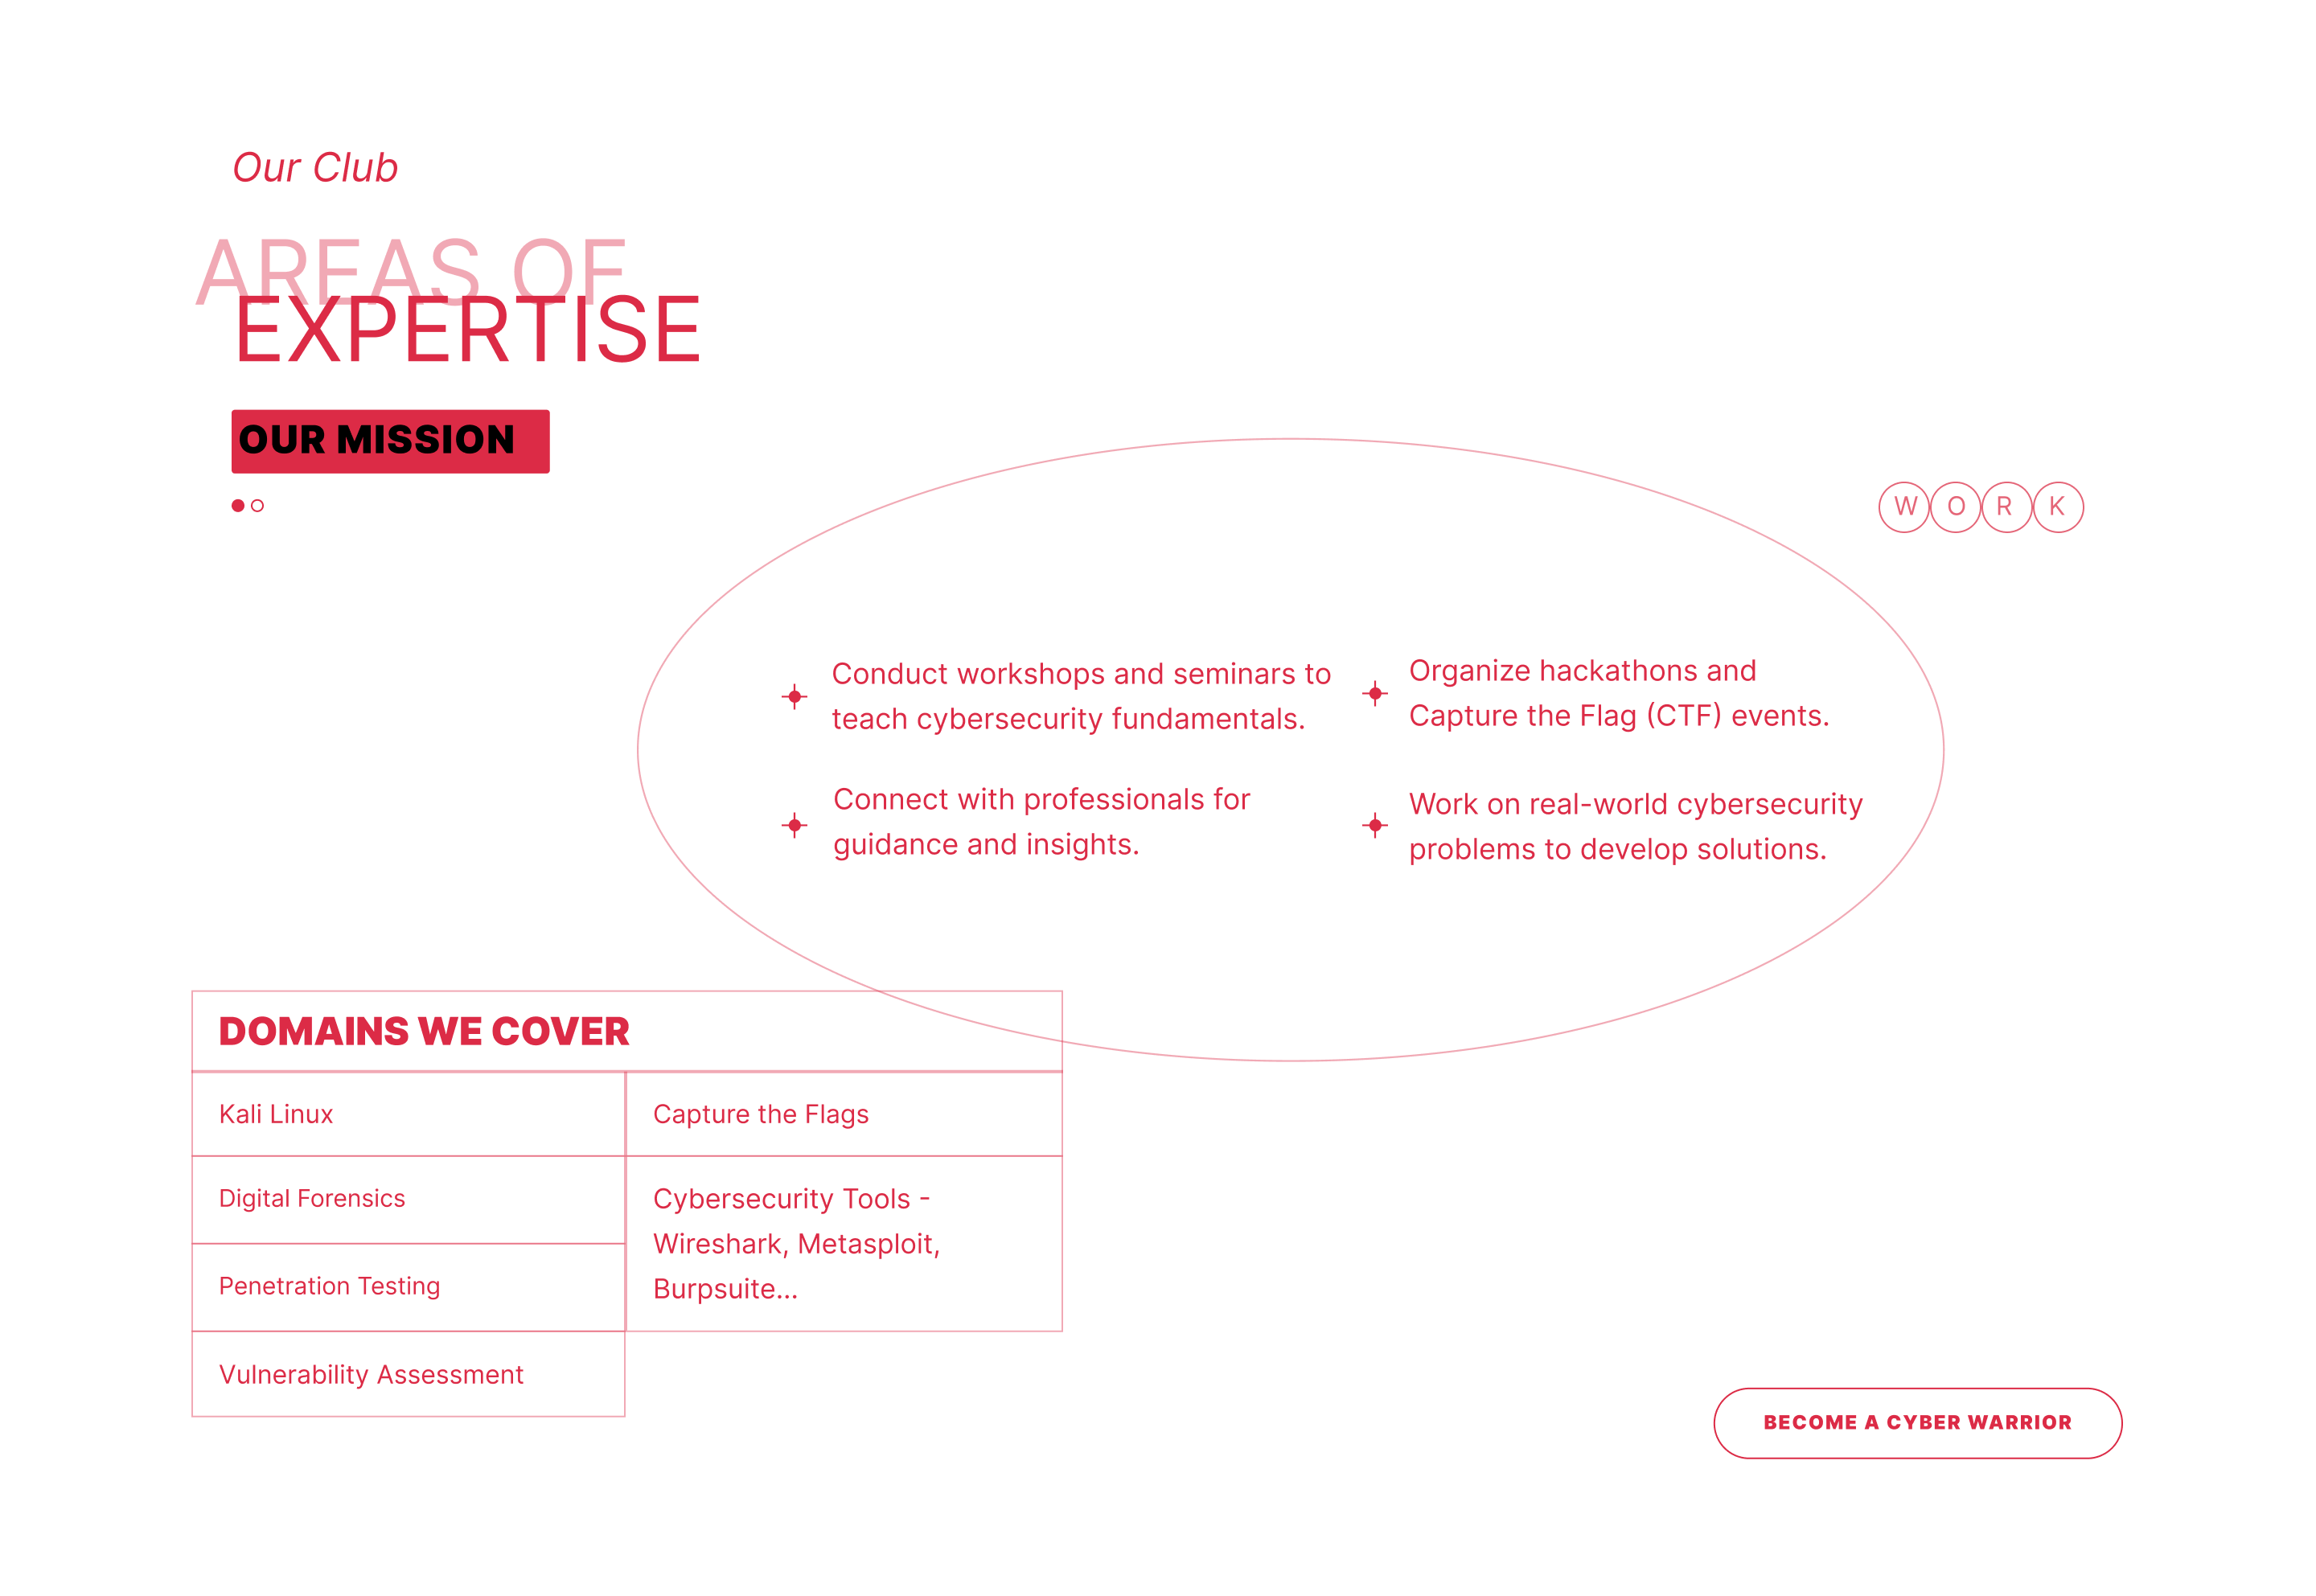 Our Club
AREAS OF
EXPERTISE
OUR MISSION
WORK
Conduct workshops and seminars to
teach cybersecurity fundamentals.
Organize hackathons and
Capture the Flag (CTF) events.
Connect with professionals for
guidance and insights.
Work on real-world cybersecurity
problems to develop solutions.
DOMAINS WE COVER
Kali Linux
Capture the Flags
Digital Forensics
Cybersecurity Tools -
Wireshark, Metasploit,
Burpsuite...
Penetration Testing
Vulnerability Assessment
BECOME A CYBER WARRIOR